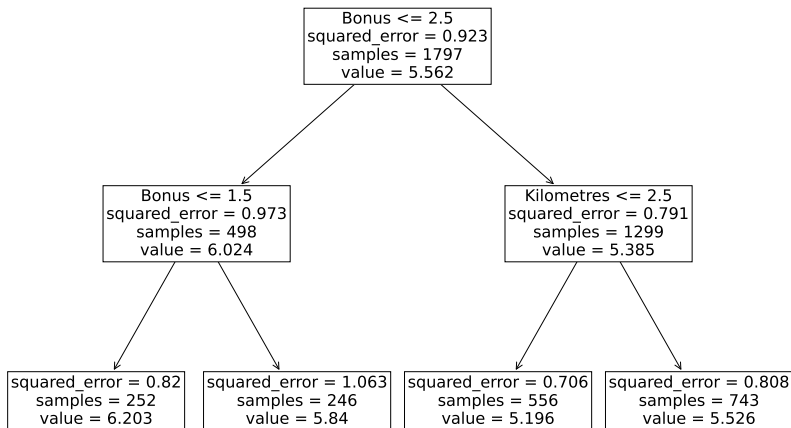 Bonus <= 2.5
squared_error = 0.923
samples = 1797
value = 5.562
Bonus <= 1.5
squared_error = 0.973
samples = 498
value = 6.024
Kilometres <= 2.5
squared_error = 0.791
samples = 1299
value = 5.385
squared_error = 0.82
samples = 252
value = 6.203
squared_error = 1.063
samples = 246
value = 5.84
squared_error = 0.706
samples = 556
value = 5.196
squared_error = 0.808
samples = 743
value = 5.526